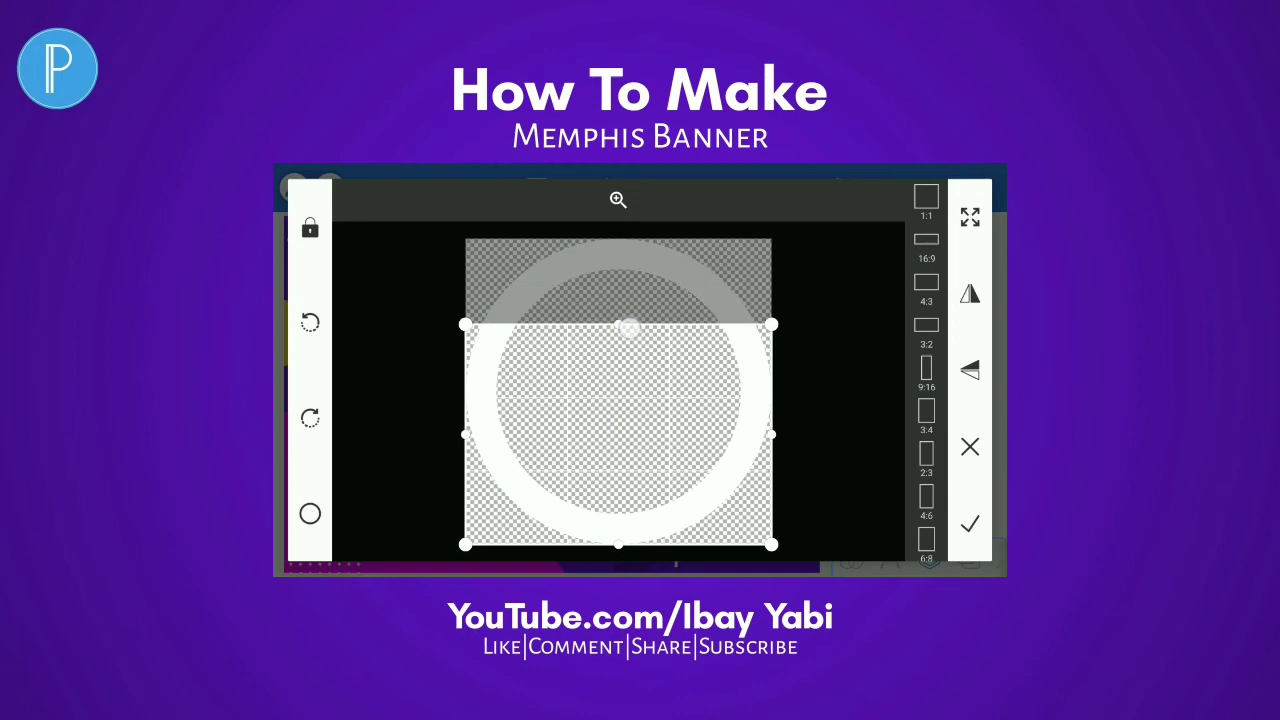 P
How To Make
Memphis Banner
1:1
16:9
4:3
3:2
9:16
3:4
2:3
4:6
6:8
YouTube.com/Ibay Yabi
Like|Comment|Share|Subscribe